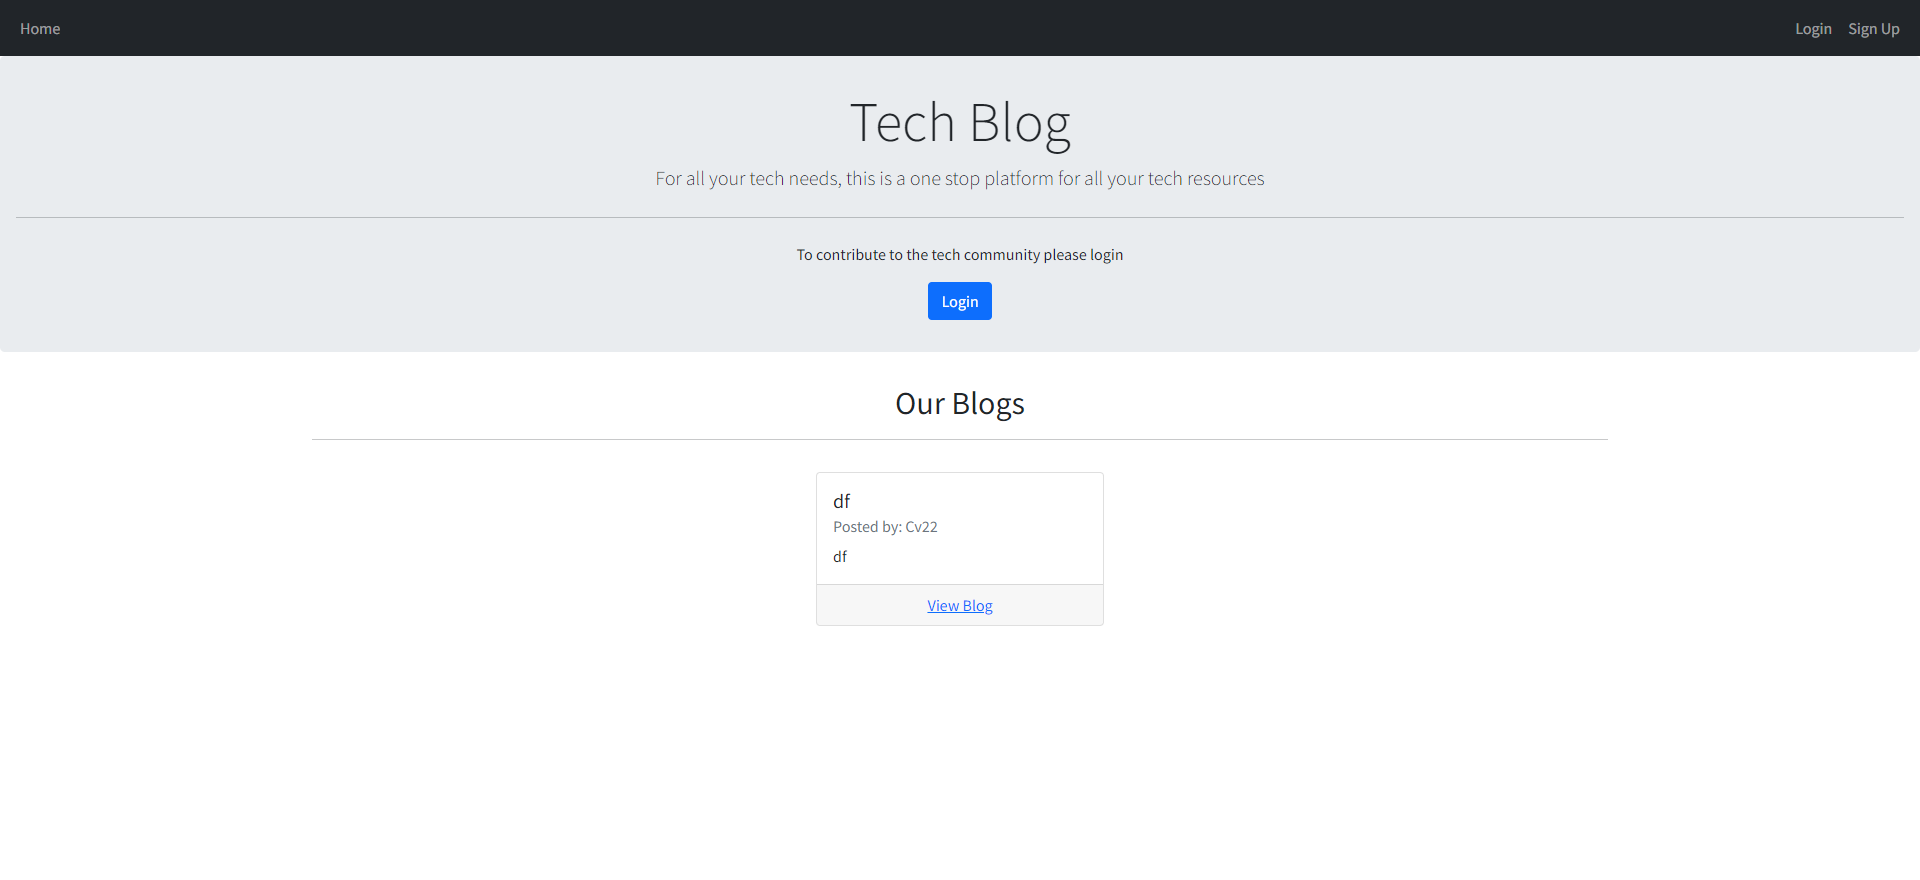 Home
Login
Sign Up
Tech Blog
For all your tech needs, this is a one stop platform for all your tech resources
To contribute to the tech community please login
Login
Our Blogs
df
Posted by: Cv22
df
View Blog